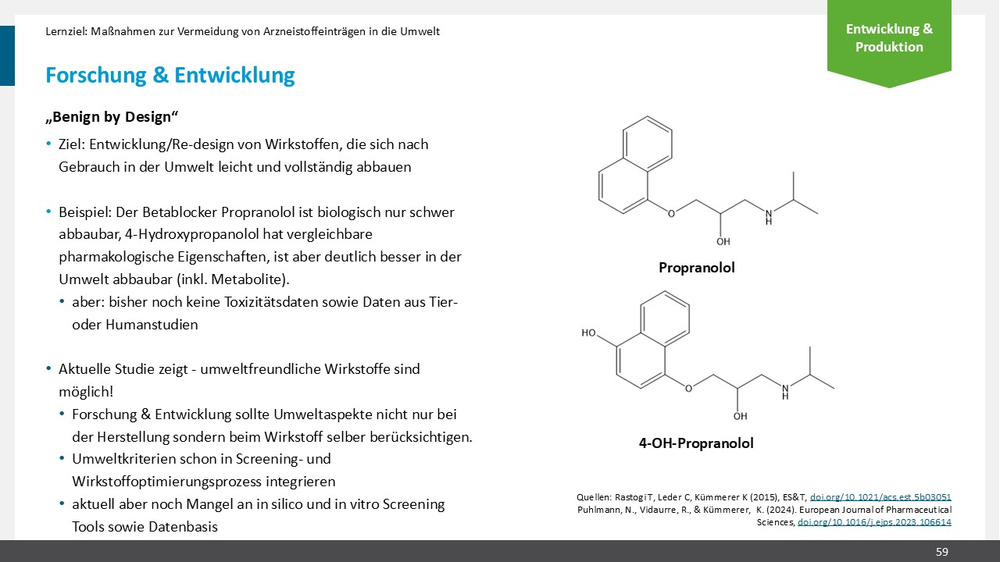 Lernziel: Maßnahmen zur Vermeidung von Arzneistoffeinträgen in die Umwelt
Entwicklung &
Produktion
Forschung & Entwicklung
„Benign by Design“
• Ziel: Entwicklung/Re-design von Wirkstoffen, die sich nach
Gebrauch in der Umwelt leicht und vollständig abbauen
• Beispiel: Der Betablocker Propranolol ist biologisch nur schwer
abbaubar, 4-Hydroxypropanolol hat vergleichbare
pharmakologische Eigenschaften, ist aber deutlich besser in der
Umwelt abbaubar (inkl. Metabolite).
• aber: bisher noch keine Toxizitätsdaten sowie Daten aus Tier-
oder Humanstudien
• Aktuelle Studie zeigt - umweltfreundliche Wirkstoffe sind
möglich!
• Forschung & Entwicklung sollte Umweltaspekte nicht nur bei
der Herstellung sondern beim Wirkstoff selber berücksichtigen.
• Umweltkriterien schon in Screening- und
Wirkstoffoptimierungsprozess integrieren
• aktuell aber noch Mangel an in silico und in vitro Screening
Tools sowie Datenbasis
O
OH
N
H
Propranolol
HO
O
OH
N
H
4-OH-Propranolol
Quellen: Rastogi T, Leder C, Kümmerer K (2015), ES&T, doi.org/10.1021/acs.est.5b03051
Puhlmann, N., Vidaurre, R., & Kümmerer, K. (2024). European Journal of Pharmaceutical
Sciences, doi.org/10.1016/j.ejps.2023.106614
59